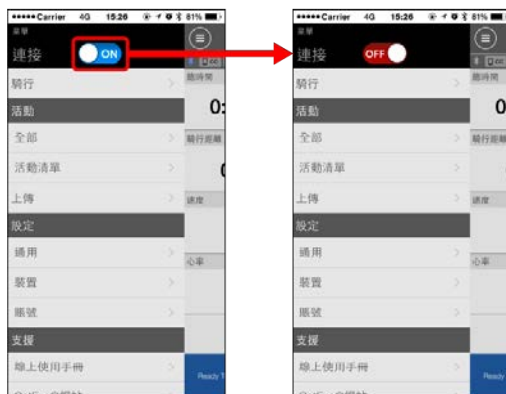 ●●●●●Carrier 4G 15:26 81%
菜單
連接 ON
騎行
活動
全部
活動清單
上傳
設定
通用
裝置
賬號
支援
線上使用手冊
總時間
0:
騎行距離
速度
心率
Ready T
●●●●●Carrier 4G 15:26 81%
菜單
連接 OFF
騎行
活動
全部
活動清單
上傳
設定
通用
裝置
賬號
支援
線上使用手冊
總時間
0
騎行距離
速度
心率
Ready